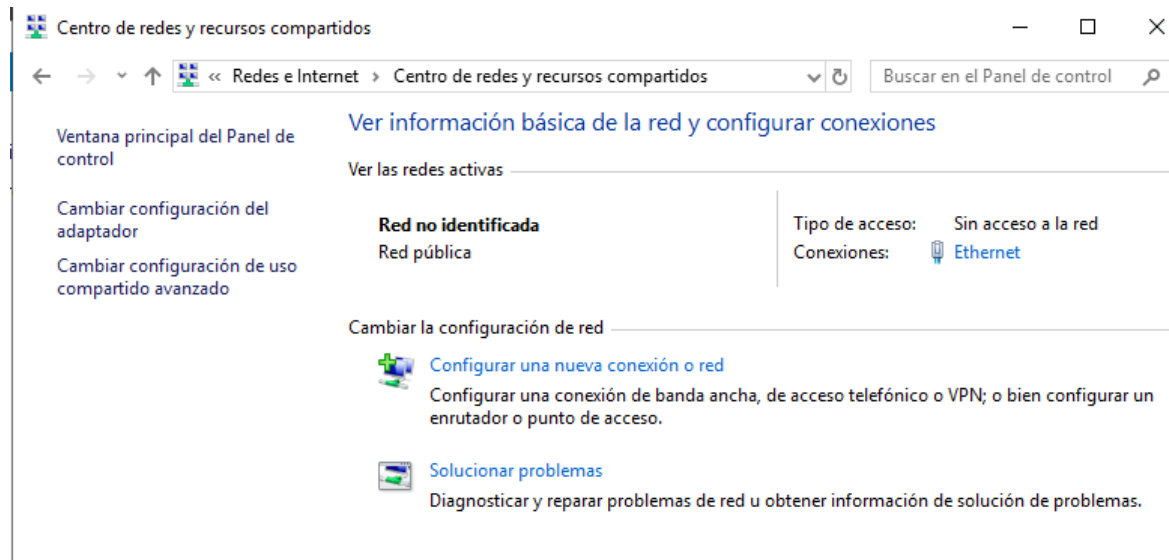 Centro de redes y recursos compartidos
« Redes e Internet > Centro de redes y recursos compartidos
Buscar en el Panel de control
Ventana principal del Panel de
control
Cambiar configuración del
adaptador
Cambiar configuración de uso
compartido avanzado
Ver información básica de la red y configurar conexiones
Ver las redes activas
Red no identificada
Red pública
Tipo de acceso: Sin acceso a la red
Conexiones: Ethernet
Cambiar la configuración de red
Configurar una nueva conexión o red
Configurar una conexión de banda ancha, de acceso telefónico o VPN; o bien configurar un
enrutador o punto de acceso.
Solucionar problemas
Diagnosticar y reparar problemas de red u obtener información de solución de problemas.